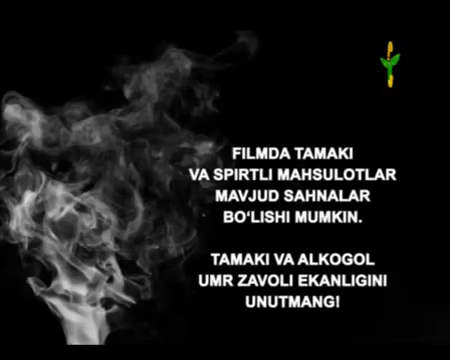 FILMDA TAMAKI
VA SPIRTLI MAHSULOTLAR
MAVJUD SAHNALAR
BO‘LISHI MUMKIN.
TAMAKI VA ALKOGOL
UMR ZAVOLI EKANLIGINI
UNUTMANG!